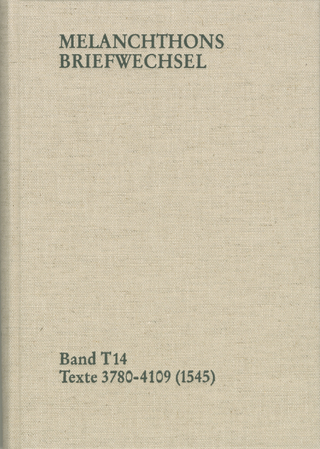 MELANCHTHONS
BRIEFWECHSEL
Band T14
Texte 3780-4109 (1545)